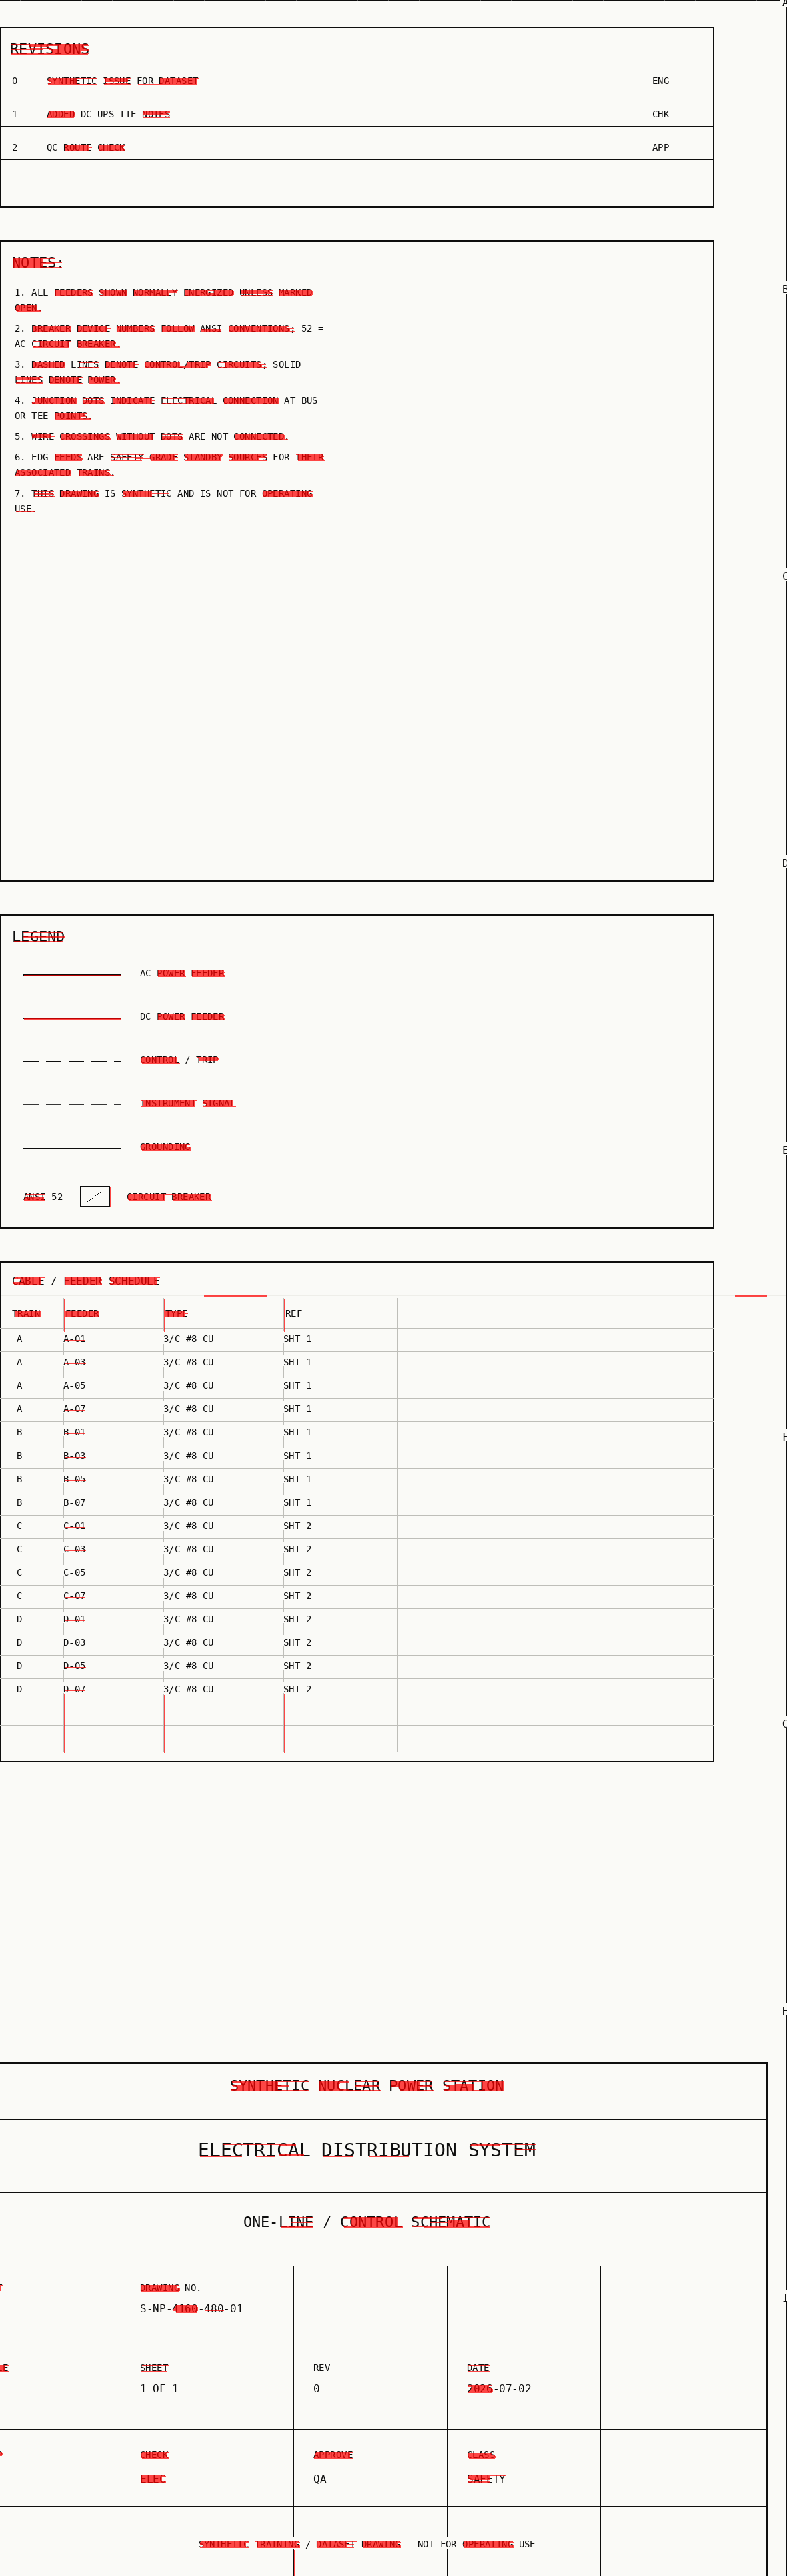 A
REVISIONS
0 SYNTHETIC ISSUE FOR DATASET ENG
1 ADDED DC UPS TIE NOTES CHK
2 QC ROUTE CHECK APP
NOTES:
1. ALL FEEDERS SHOWN NORMALLY ENERGIZED UNLESS MARKED
OPEN.
2. BREAKER DEVICE NUMBERS FOLLOW ANSI CONVENTIONS; 52 =
AC CIRCUIT BREAKER.
3. DASHED LINES DENOTE CONTROL/TRIP CIRCUITS; SOLID
LINES DENOTE POWER.
4. JUNCTION DOTS INDICATE ELECTRICAL CONNECTION AT BUS
OR TEE POINTS.
5. WIRE CROSSINGS WITHOUT DOTS ARE NOT CONNECTED.
6. EDG FEEDS ARE SAFETY-GRADE STANDBY SOURCES FOR THEIR
ASSOCIATED TRAINS.
7. THIS DRAWING IS SYNTHETIC AND IS NOT FOR OPERATING
USE.
C
D
LEGEND
AC POWER FEEDER
DC POWER FEEDER
CONTROL / TRIP
INSTRUMENT SIGNAL
GROUNDING
E
ANSI 52 CIRCUIT BREAKER
CABLE / FEEDER SCHEDULE
TRAIN FEEDER TYPE REF
A A-01 3/C #8 CU SHT 1
A A-03 3/C #8 CU SHT 1
A A-05 3/C #8 CU SHT 1
A A-07 3/C #8 CU SHT 1
B B-01 3/C #8 CU SHT 1
F
B B-03 3/C #8 CU SHT 1
B B-05 3/C #8 CU SHT 1
B B-07 3/C #8 CU SHT 1
C C-01 3/C #8 CU SHT 2
C C-03 3/C #8 CU SHT 2
C C-05 3/C #8 CU SHT 2
C C-07 3/C #8 CU SHT 2
D D-01 3/C #8 CU SHT 2
D D-03 3/C #8 CU SHT 2
D D-05 3/C #8 CU SHT 2
D D-07 3/C #8 CU SHT 2
G
H
SYNTHETIC NUCLEAR POWER STATION
ELECTRICAL DISTRIBUTION SYSTEM
ONE-LINE / CONTROL SCHEMATIC
DRAWING NO.
I
S-NP-4160-480-01
SHEET REV DATE
1 OF 1 0 2026-07-02
CHECK APPROVE CLASS
ELEC QA SAFETY
SYNTHETIC TRAINING / DATASET DRAWING - NOT FOR OPERATING USE